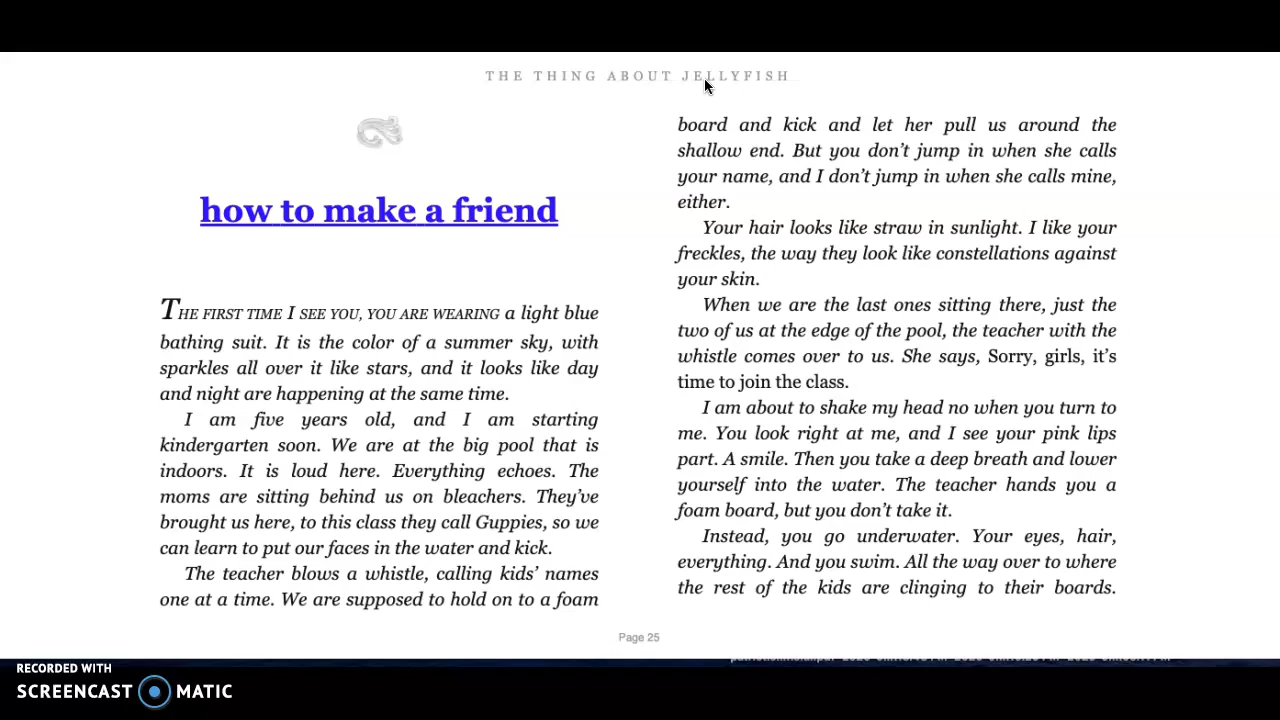 THE THING ABOUT JELLYFISH
how to make a friend
THE FIRST TIME I SEE YOU, YOU ARE WEARING a light blue
bathing suit. It is the color of a summer sky, with
sparkles all over it like stars, and it looks like day
and night are happening at the same time.
I am five years old, and I am starting
kindergarten soon. We are at the big pool that is
indoors. It is loud here. Everything echoes. The
moms are sitting behind us on bleachers. They’ve
brought us here, to this class they call Guppies, so we
can learn to put our faces in the water and kick.
The teacher blows a whistle, calling kids’ names
one at a time. We are supposed to hold on to a foam
board and kick and let her pull us around the
shallow end. But you don’t jump in when she calls
your name, and I don’t jump in when she calls mine,
either.
Your hair looks like straw in sunlight. I like your
freckles, the way they look like constellations against
your skin.
When we are the last ones sitting there, just the
two of us at the edge of the pool, the teacher with the
whistle comes over to us. She says, Sorry, girls, it’s
time to join the class.
I am about to shake my head no when you turn to
me. You look right at me, and I see your pink lips
part. A smile. Then you take a deep breath and lower
yourself into the water. The teacher hands you a
foam board, but you don’t take it.
Instead, you go underwater. Your eyes, hair,
everything. And you swim. All the way over to where
the rest of the kids are clinging to their boards.
Page 25
RECORDED WITH
SCREENCAST MATIC